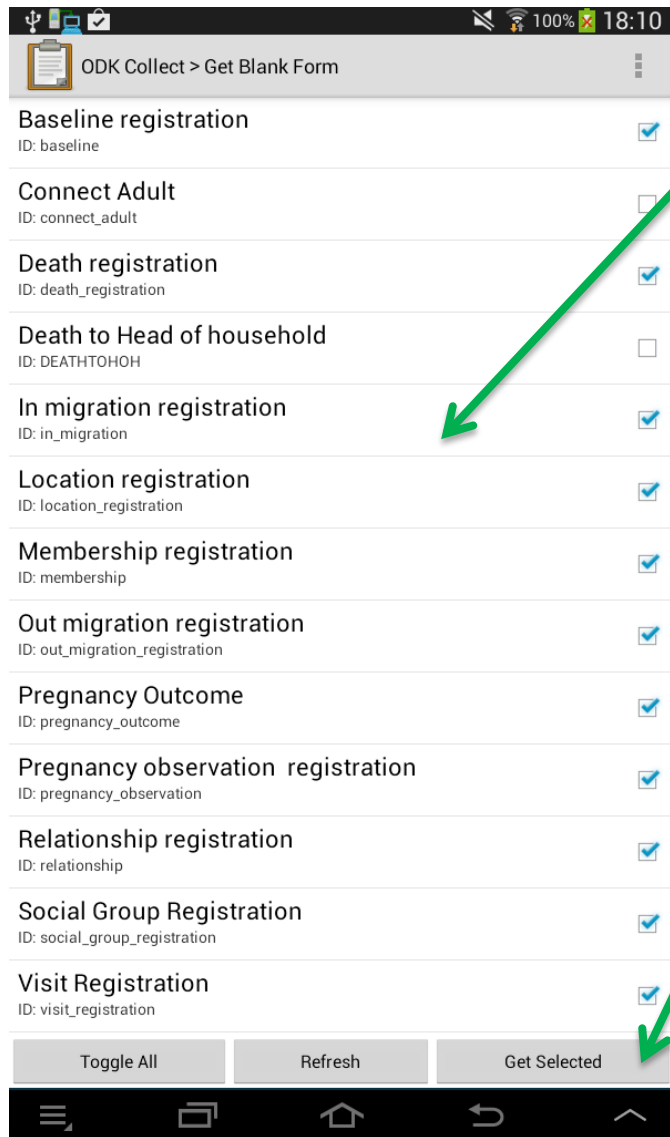 100% 18:10
ODK Collect > Get Blank Form
Baseline registration
ID: baseline
Connect Adult
ID: connect_adult
Death registration
ID: death_registration
Death to Head of household
ID: DEATHTOHOH
In migration registration
ID: in_migration
Location registration
ID: location_registration
Membership registration
ID: membership
Out migration registration
ID: out_migration_registration
Pregnancy Outcome
ID: pregnancy_outcome
Pregnancy observation  registration
ID: pregnancy_observation
Relationship registration
ID: relationship
Social Group Registration
ID: social_group_registration
Visit Registration
ID: visit_registration
Toggle All Refresh Get Selected